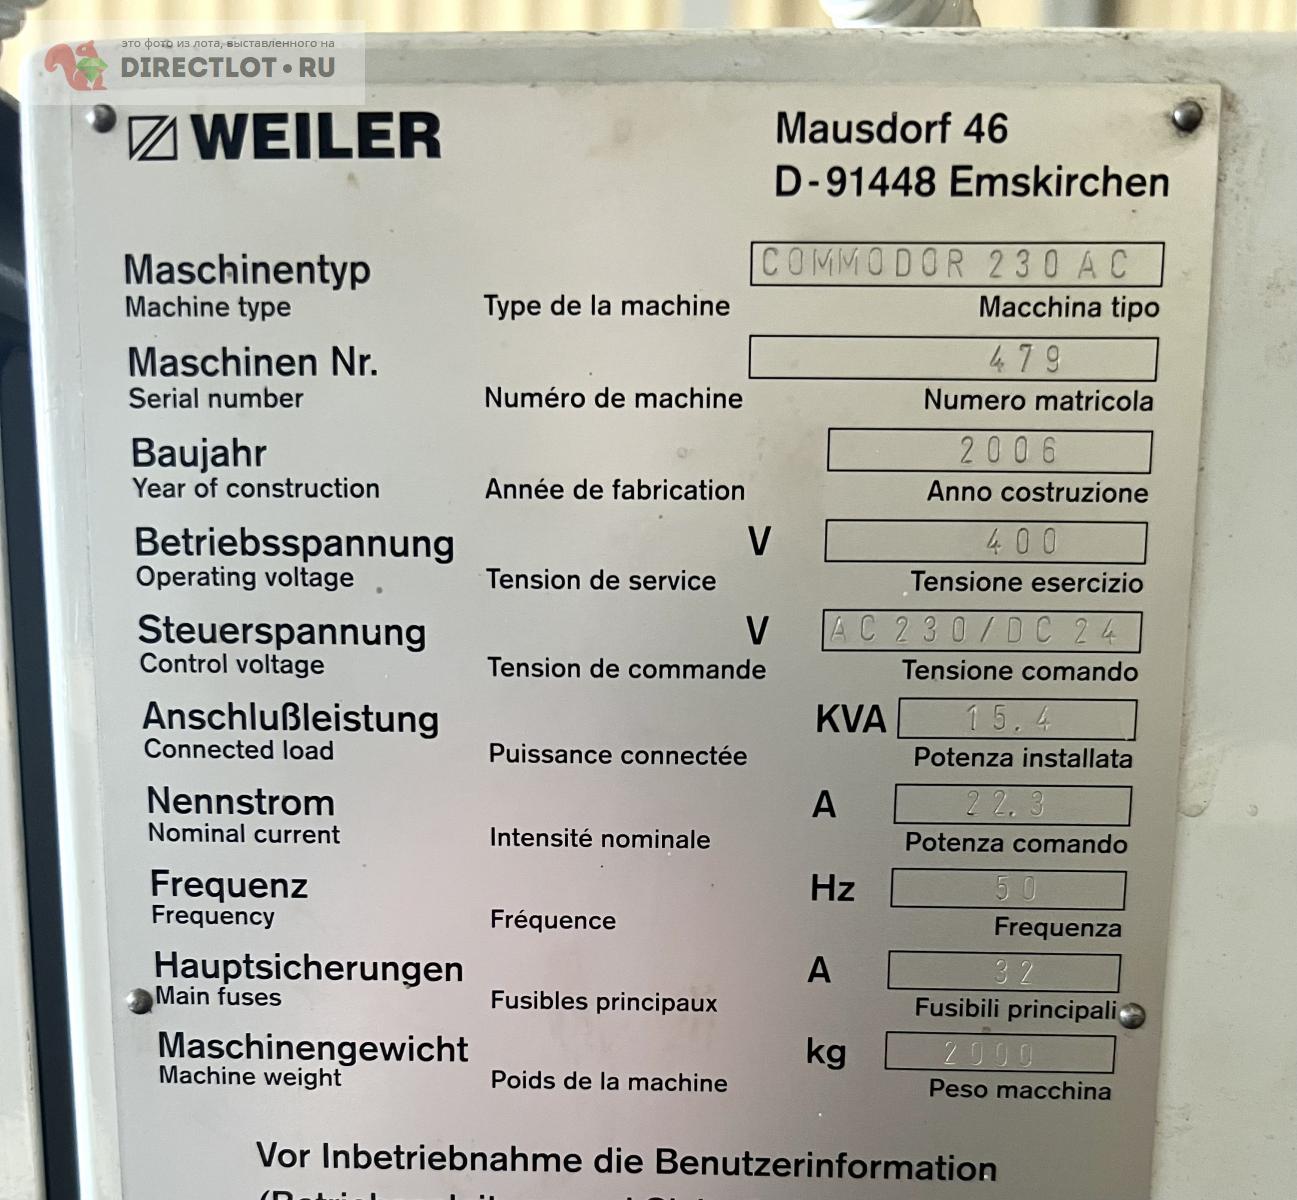 это фото из лота, выставленного на
DIRECTLOT•RU
WEILER
Mausdorf 46
D-91448 Emskirchen
Maschinentyp COMMODOR 230 AC
Machine type Type de la machine Macchina tipo
Maschinen Nr. 479
Serial number Numéro de machine Numero matricola
Baujahr 2006
Year of construction Année de fabrication Anno costruzione
Betriebsspannung V 400
Operating voltage Tension de service Tensione esercizio
Steuerspannung V AC 230/DC 24
Control voltage Tension de commande Tensione comando
Anschlußleistung KVA 15.4
Connected load Puissance connectée Potenza installata
Nennstrom A 22.3
Nominal current Intensité nominale Potenza comando
Frequenz Hz 50
Frequency Fréquence Frequenza
Hauptsicherungen A 32
Main fuses Fusibles principaux Fusibili principali
Maschinengewicht kg 2000
Machine weight Poids de la machine Peso macchina
Vor Inbetriebnahme die Benutzerinformation